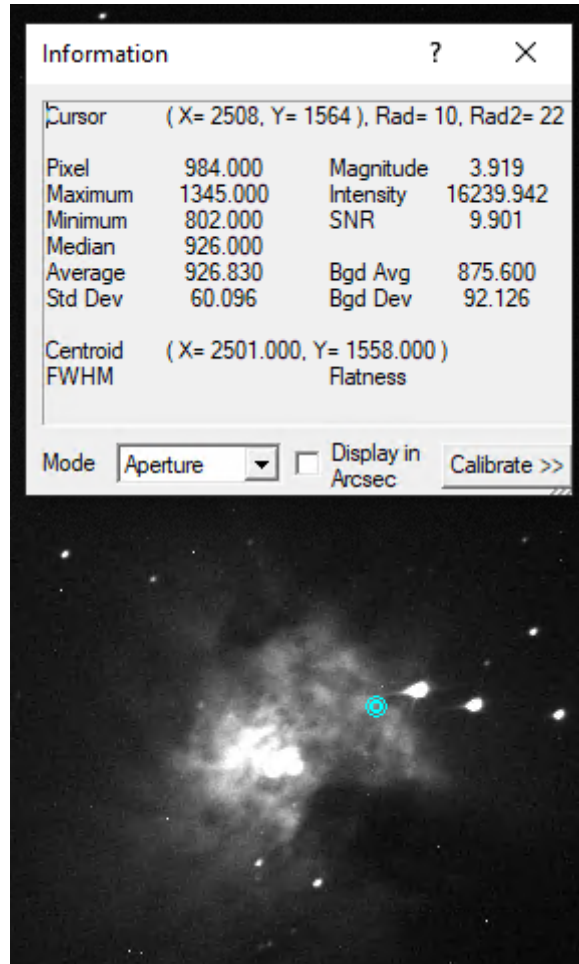 Information ? X
Cursor ( X= 2508, Y= 1564 ), Rad= 10, Rad2= 22
Pixel 984.000 Magnitude 3.919
Maximum 1345.000 Intensity 16239.942
Minimum 802.000 SNR 9.901
Median 926.000
Average 926.830 Bgd Avg 875.600
Std Dev 60.096 Bgd Dev 92.126
Centroid ( X= 2501.000, Y= 1558.000 )
FWHM Flatness
Mode Aperture Display in Arcsec Calibrate >>